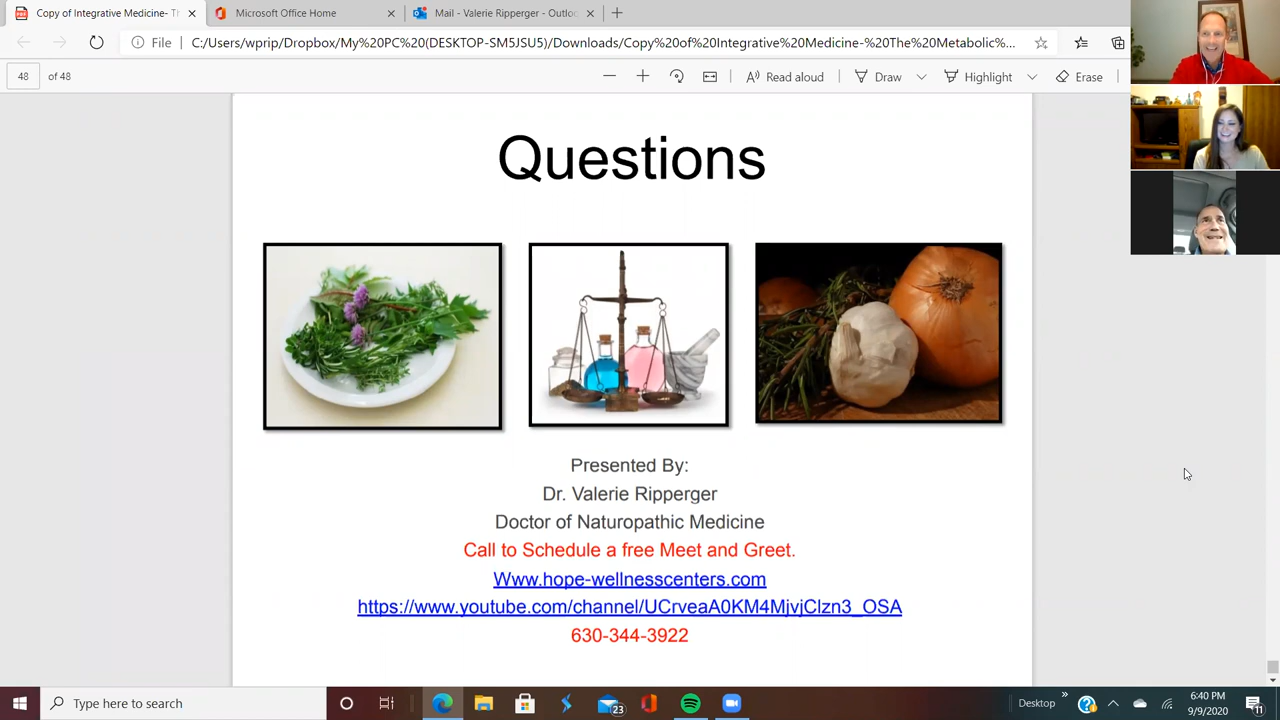 Copy of Integrative Medicine- Th
Microsoft Office Home
Mail - Valerie Ripperger - Outloo
File
C:/Users/wprip/Dropbox/My%20PC%20(DESKTOP-SM5JSU5)/Downloads/Copy%20of%20Integrative%20Medicine-%20The%20Metabolic%...
48 of 48
Read aloud
Draw
Highlight
Erase
Questions
Presented By:
Dr. Valerie Ripperger
Doctor of Naturopathic Medicine
Call to Schedule a free Meet and Greet.
Www.hope-wellnesscenters.com
https://www.youtube.com/channel/UCrveaA0KM4MjvjClzn3_OSA
630-344-3922
Type here to search
23
Desktop
6:40 PM
9/9/2020
11